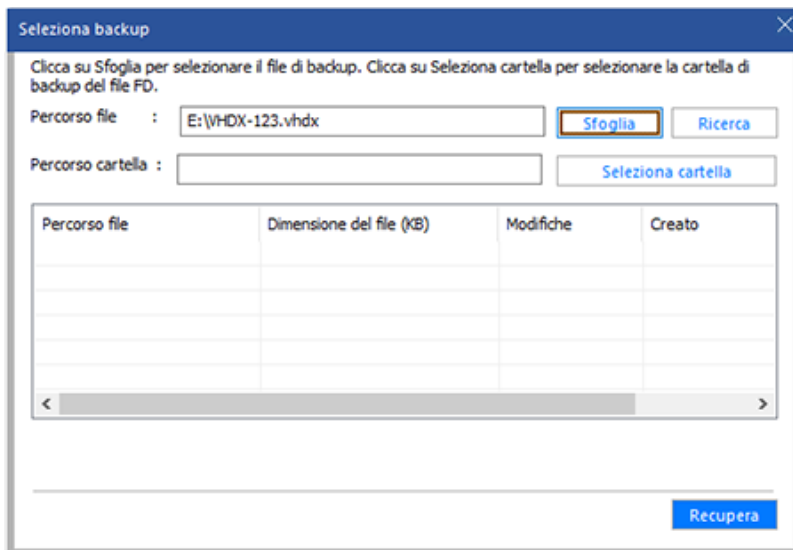 Seleziona backup
Clicca su Sfoglia per selezionare il file di backup. Clicca su Seleziona cartella per selezionare la cartella di
backup del file FD.
Percorso file : E:\VHDX-123.vhdx Sfoglia Ricerca
Percorso cartella : Seleziona cartella
Percorso file Dimensione del file (KB) Modifiche Creato
Recupera